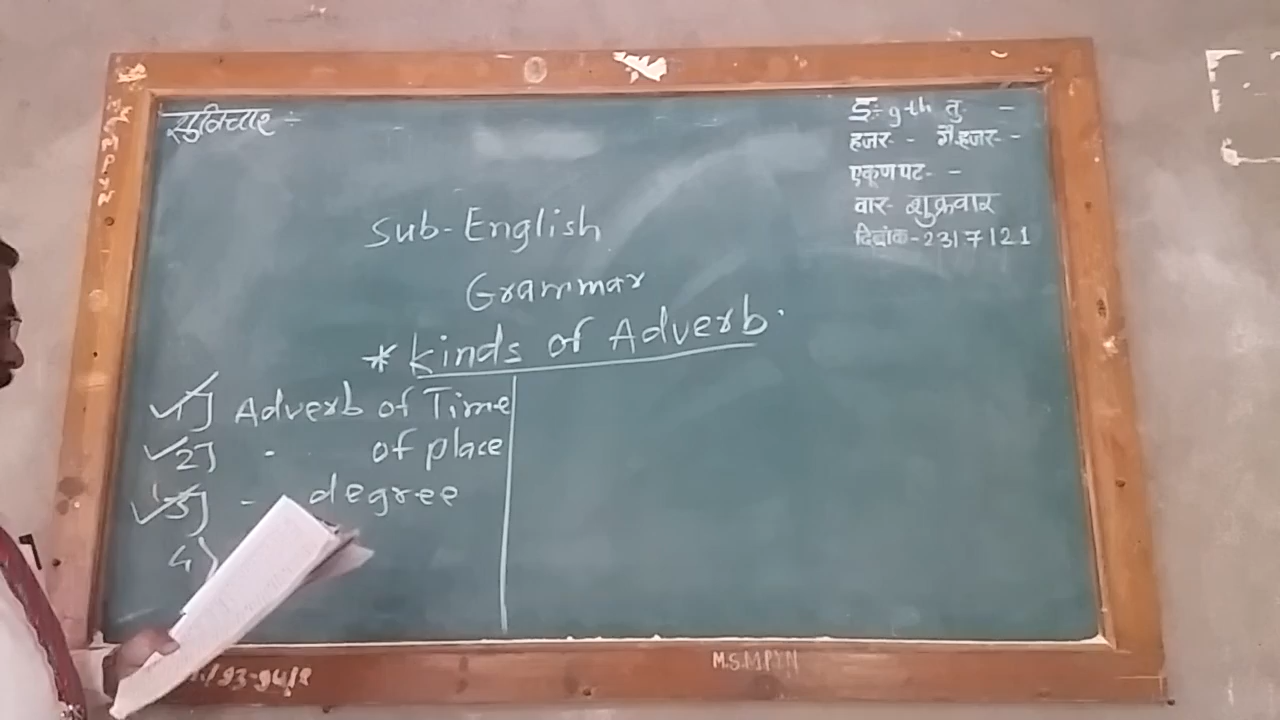 सुविचार :-
इ:- 9th तु. -
हजर- - गैरहजर- -
एकूण पट- -
वार- शुक्रवार
दिनांक-23/7/21
Sub-English
Grammar
* Kinds of Adverb.
1] Adverb of Time
2] - of place
3] - degree
4)
M.S.M.P.Y.N